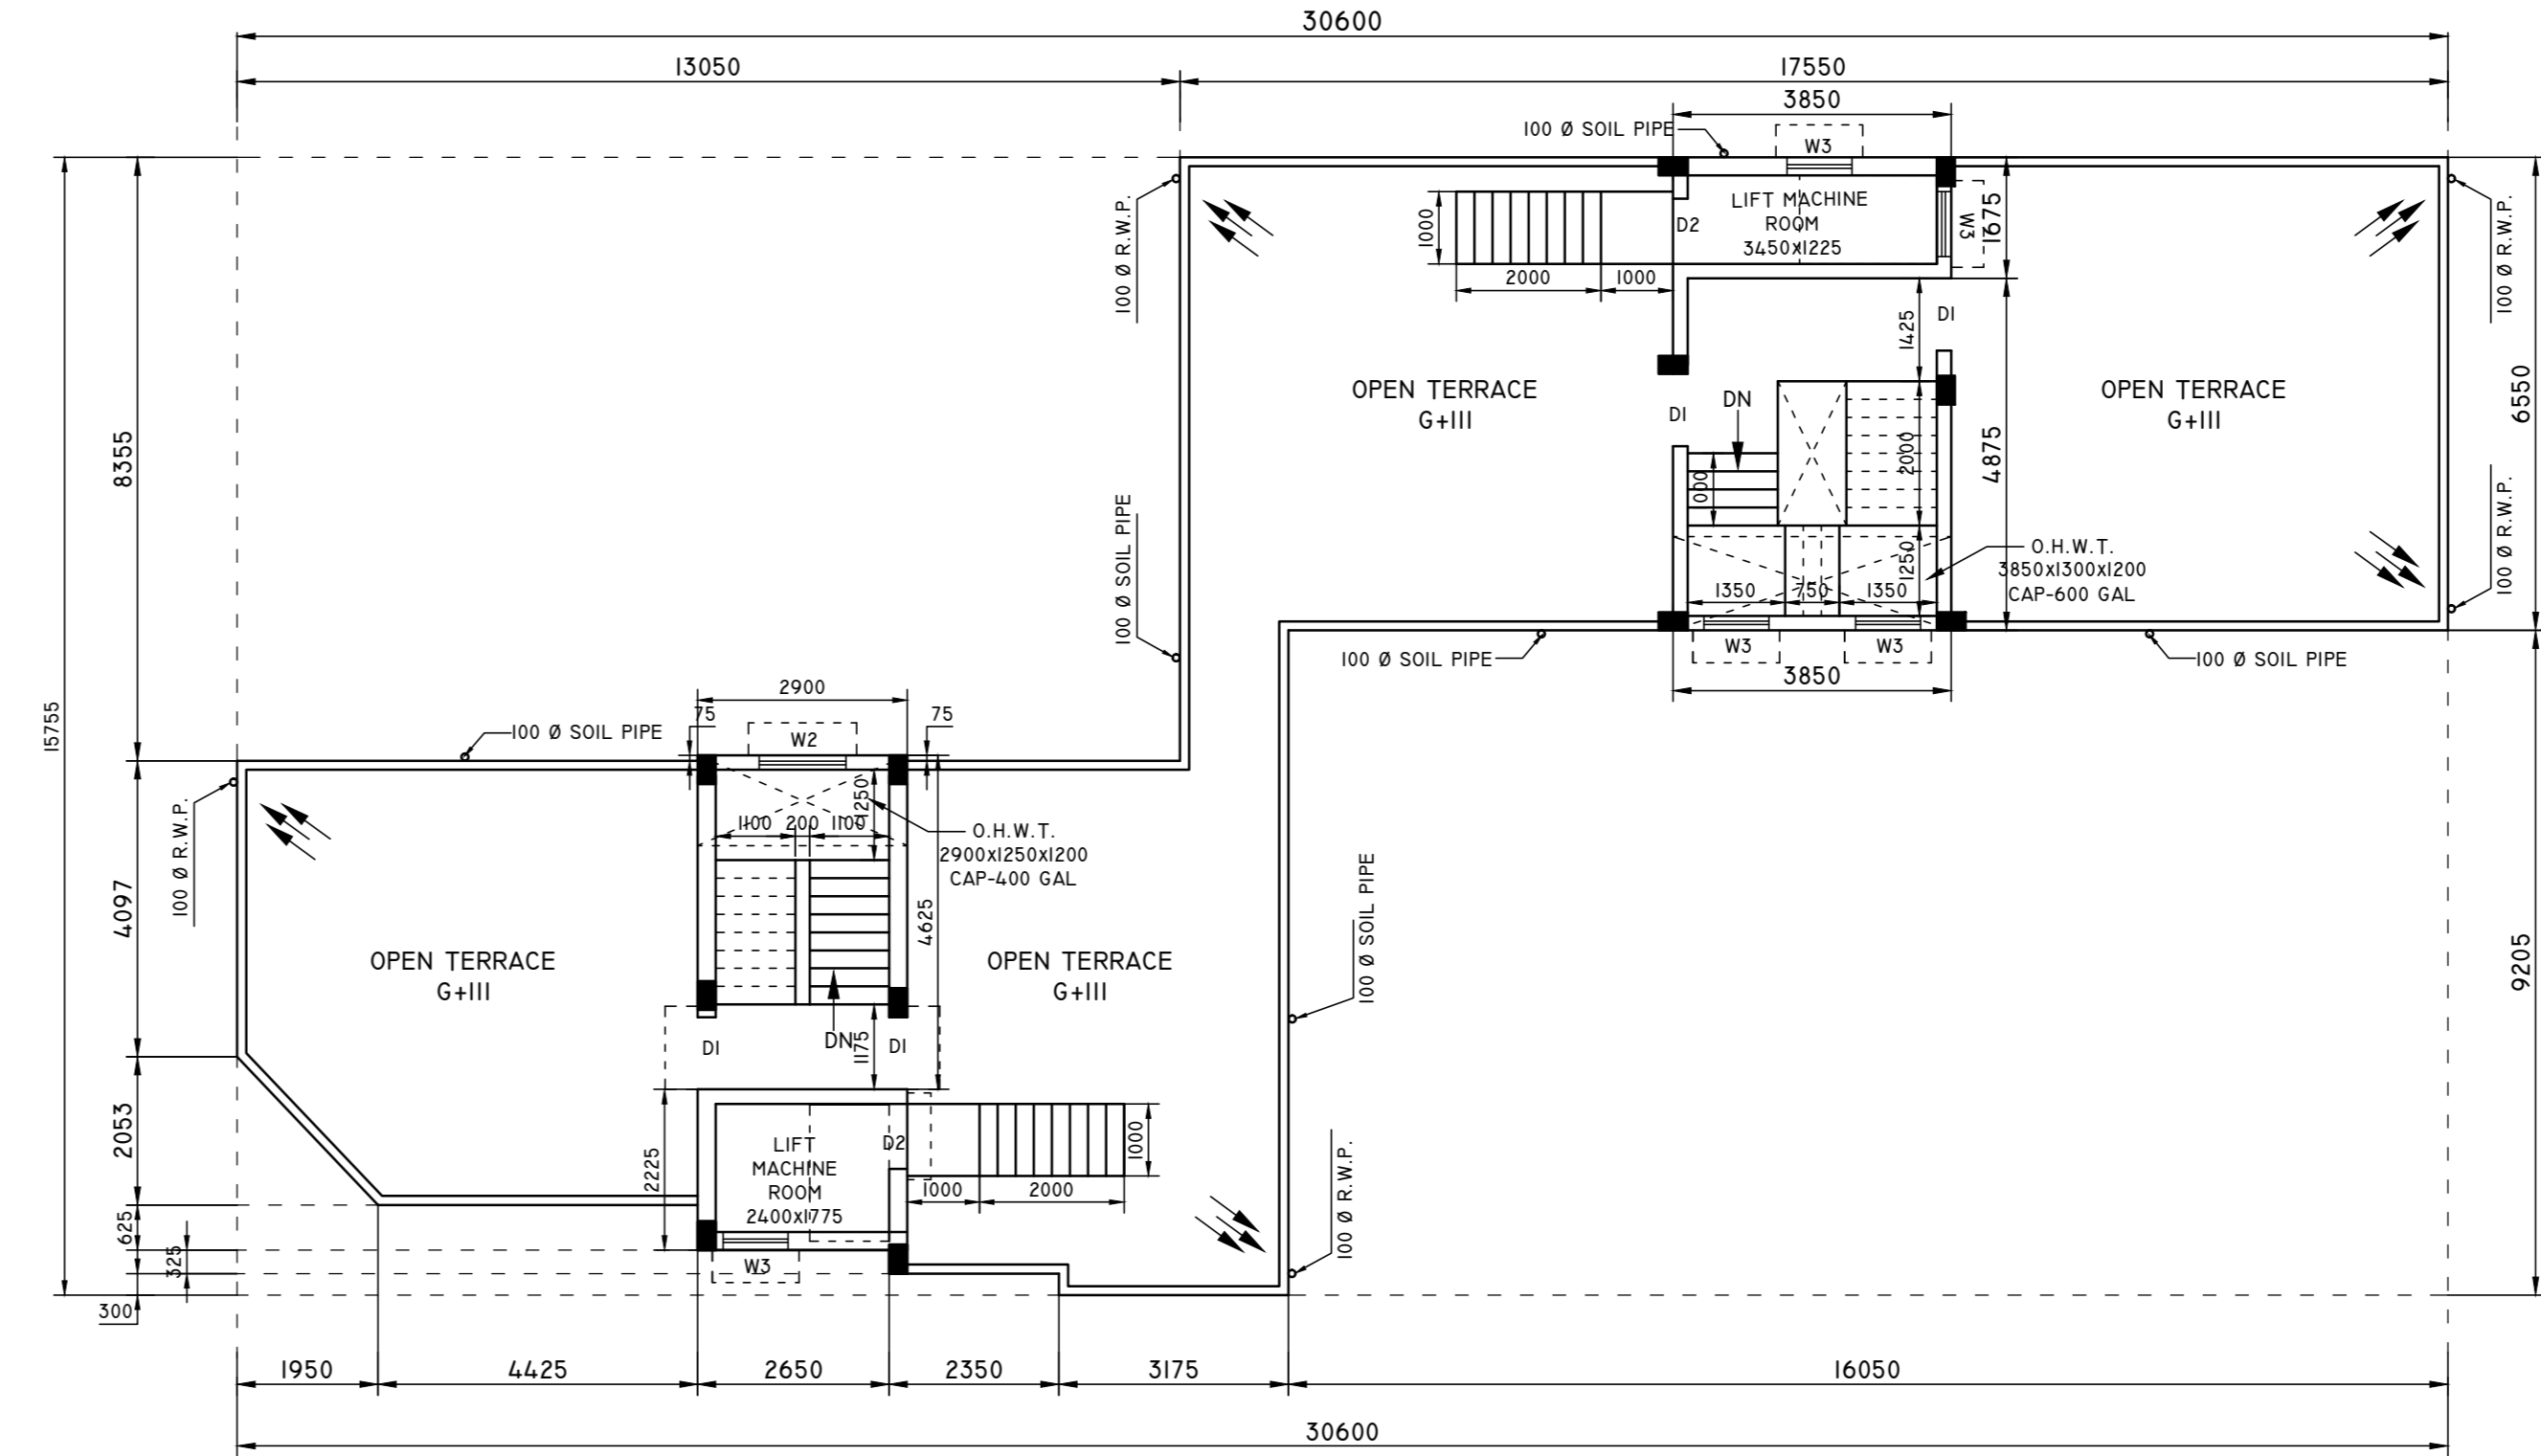 30600
13050
17550
3850
100 Ø SOIL PIPE
W3
LIFT MACHINE
ROOM
3450X1225
D2
W3
1675
1000
2000
1000
100 Ø R.W.P.
100 Ø R.W.P.
1425
D1
OPEN TERRACE
G+III
D1
DN
OPEN TERRACE
G+III
6550
8355
2000
4875
000
100 Ø R.W.P.
100 Ø SOIL PIPE
1250
O.H.W.T.
3850x1300x1200
CAP-600 GAL
1350
750
1350
W3
W3
100 Ø SOIL PIPE
100 Ø SOIL PIPE
3850
15755
2900
75
75
100 Ø SOIL PIPE
W2
100 Ø R.W.P.
1250
1100
200
1100
O.H.W.T.
2900x1250x1200
CAP-400 GAL
4097
4625
100 Ø SOIL PIPE
OPEN TERRACE
G+III
OPEN TERRACE
G+III
9205
D1
DN
1175
D1
2053
2225
LIFT
MACHINE
ROOM
2400x1775
D2
1000
1000
2000
100 Ø R.W.P.
625
325
W3
300
1950
4425
2650
2350
3175
16050
30600